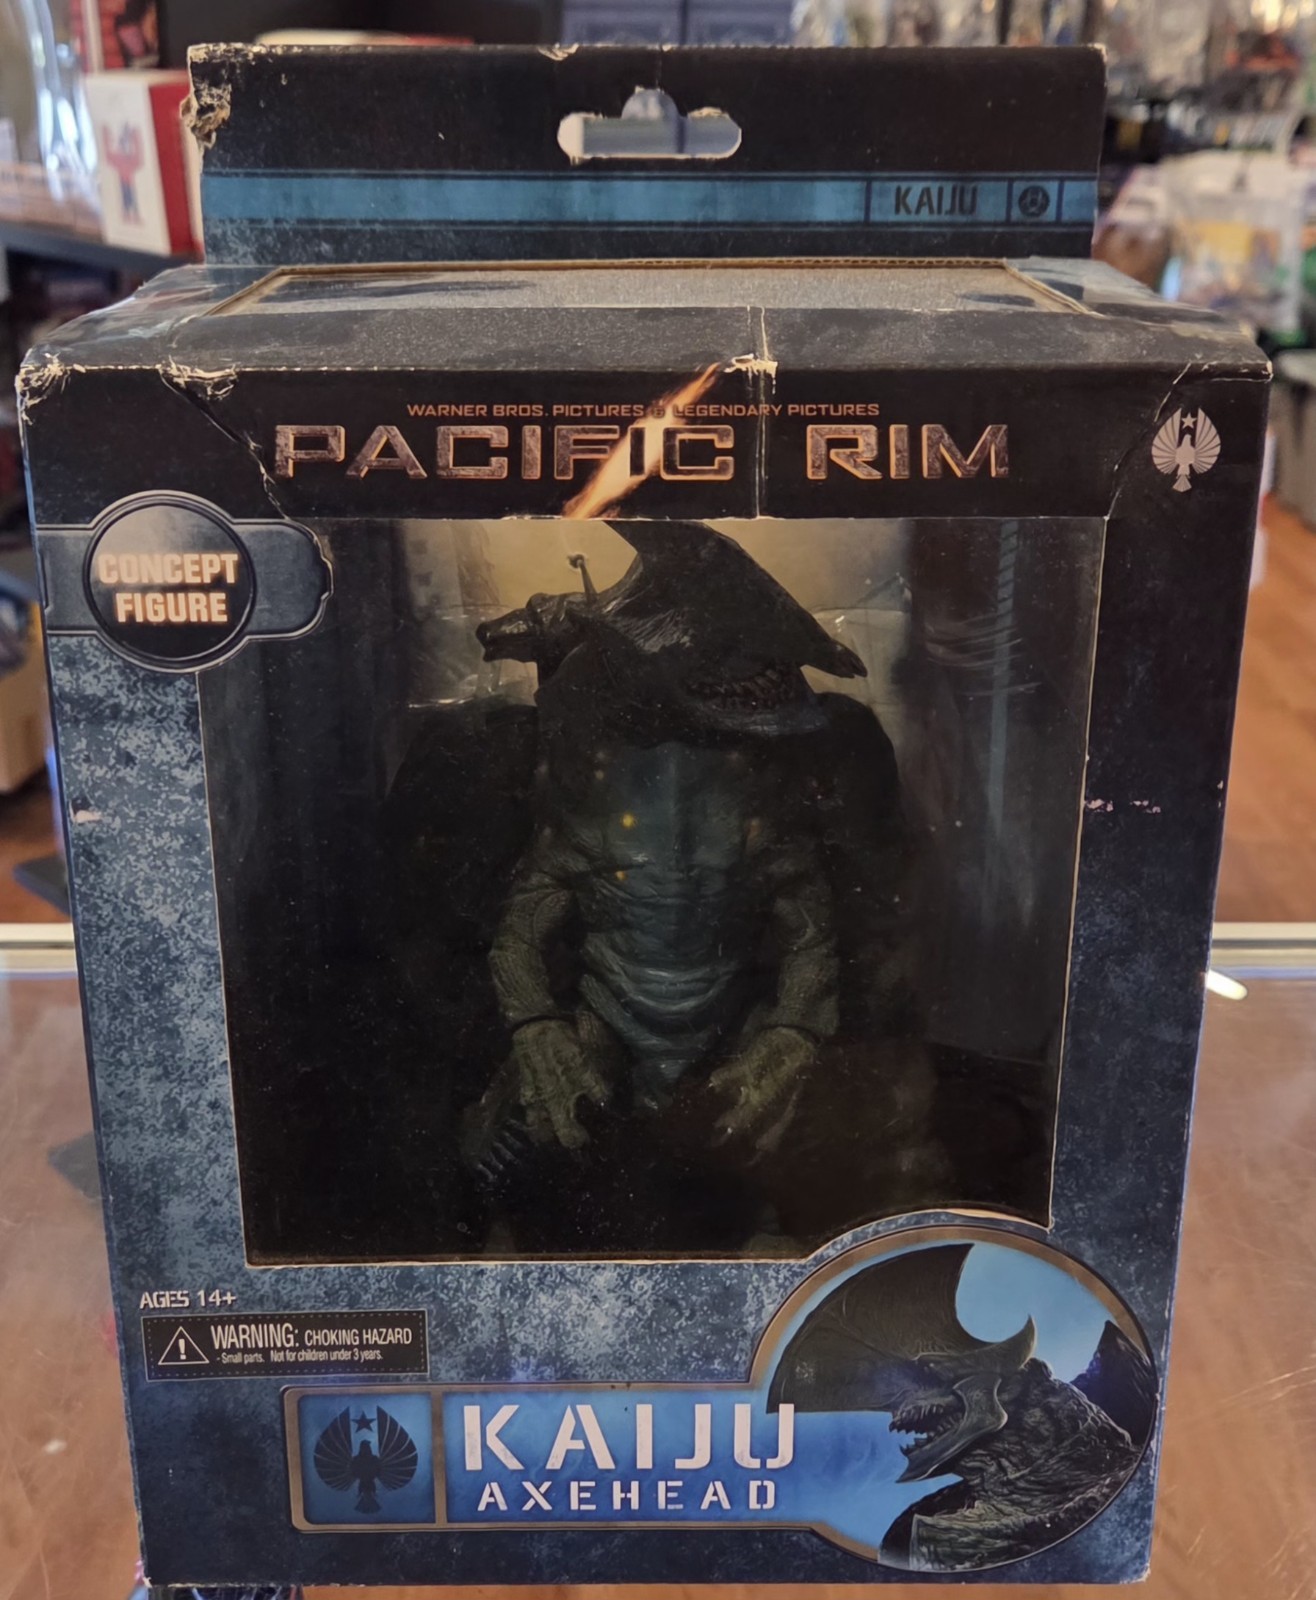 KAIJU
WARNER BROS. PICTURES & LEGENDARY PICTURES
PACIFIC RIM
CONCEPT
FIGURE
AGES 14+
WARNING: CHOKING HAZARD
- Small parts. Not for children under 3 years.
KAIJU
AXEHEAD